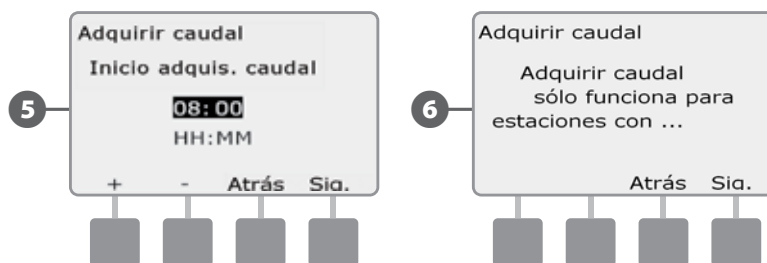 5
Adquirir caudal
Inicio adquis. caudal
08:00
HH:MM
+ - Atrás Sig.
6
Adquirir caudal
Adquirir caudal
sólo funciona para
estaciones con ...
Atrás Sig.